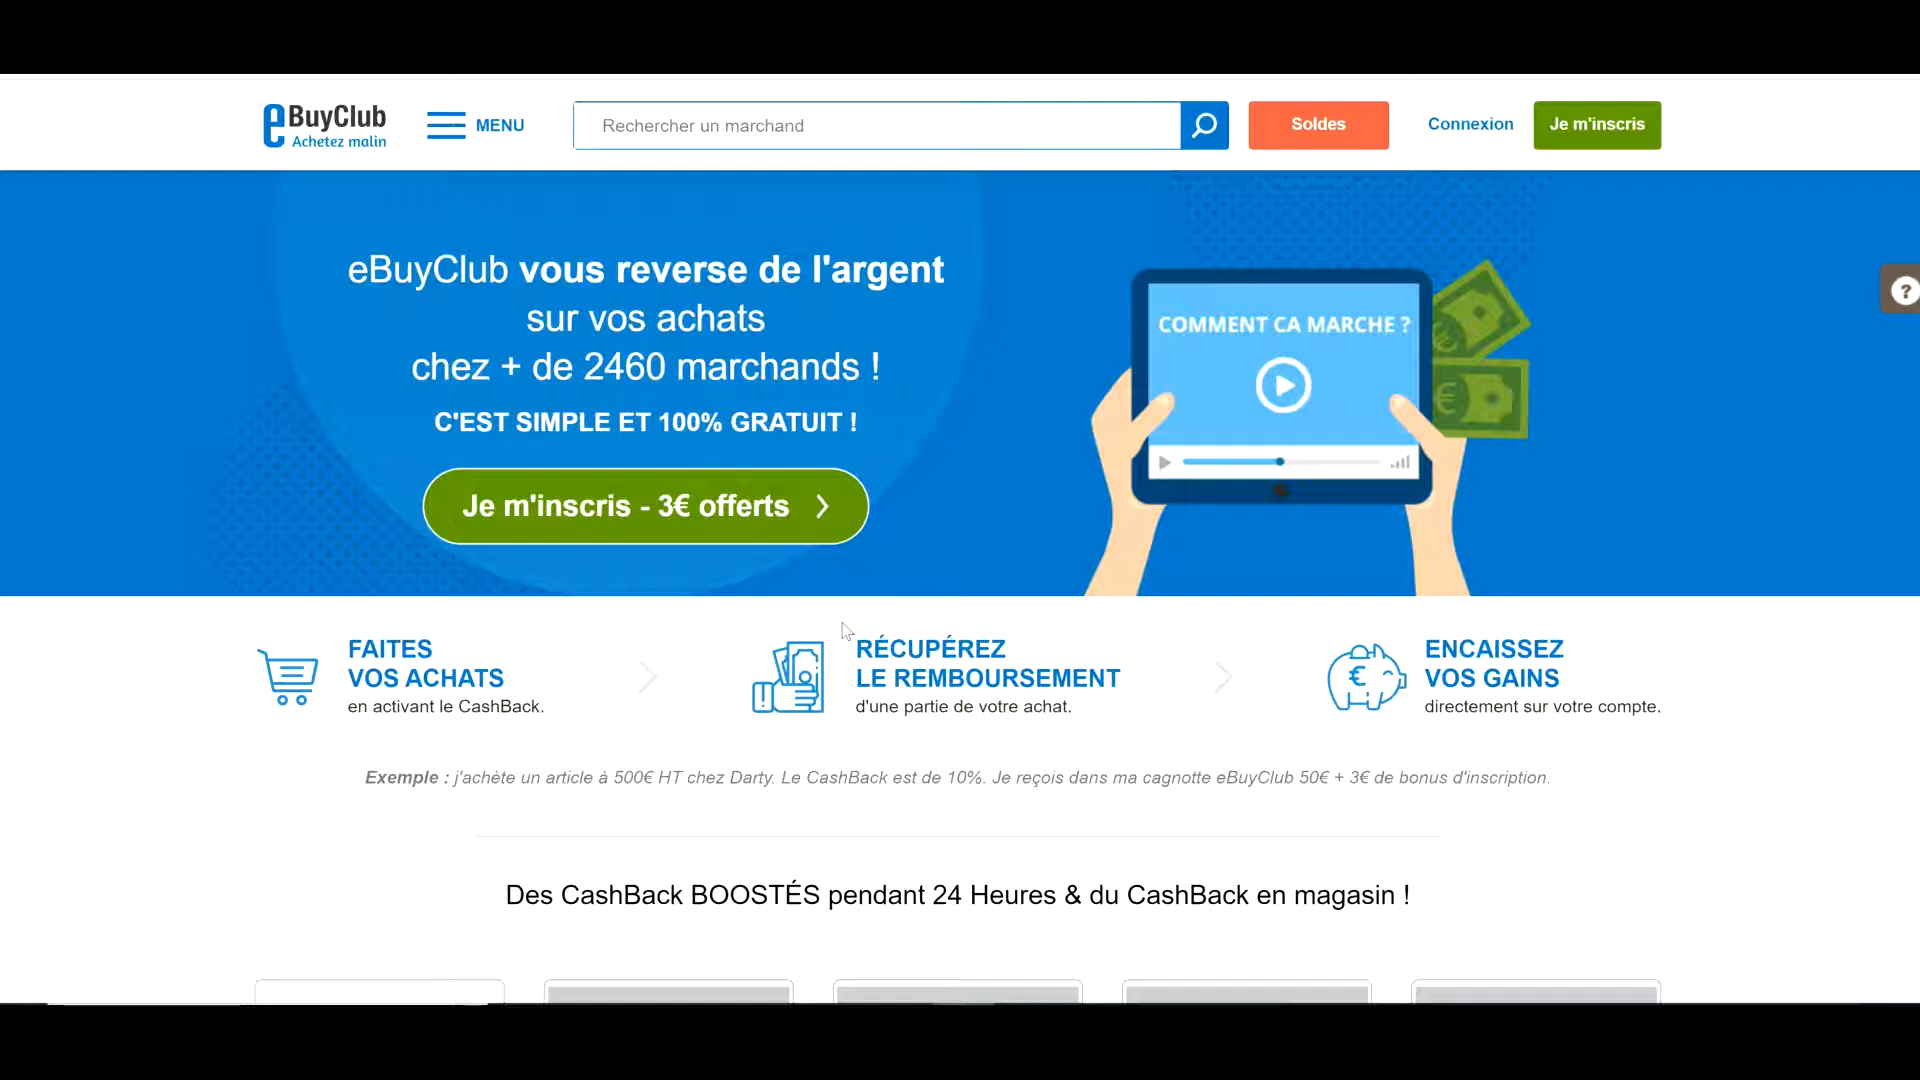 eBuyClub
Achetez malin
MENU
Rechercher un marchand
Soldes
Connexion
Je m'inscris
eBuyClub vous reverse de l'argent
sur vos achats
chez + de 2460 marchands !
C'EST SIMPLE ET 100% GRATUIT !
Je m'inscris - 3€ offerts
COMMENT CA MARCHE ?
€
€
?
FAITES
VOS ACHATS
en activant le CashBack.
RÉCUPÉREZ
LE REMBOURSEMENT
d'une partie de votre achat.
€
ENCAISSEZ
VOS GAINS
directement sur votre compte.
Exemple : j'achète un article à 500€ HT chez Darty. Le CashBack est de 10%. Je reçois dans ma cagnotte eBuyClub 50€ + 3€ de bonus d'inscription.
Des CashBack BOOSTÉS pendant 24 Heures & du CashBack en magasin !